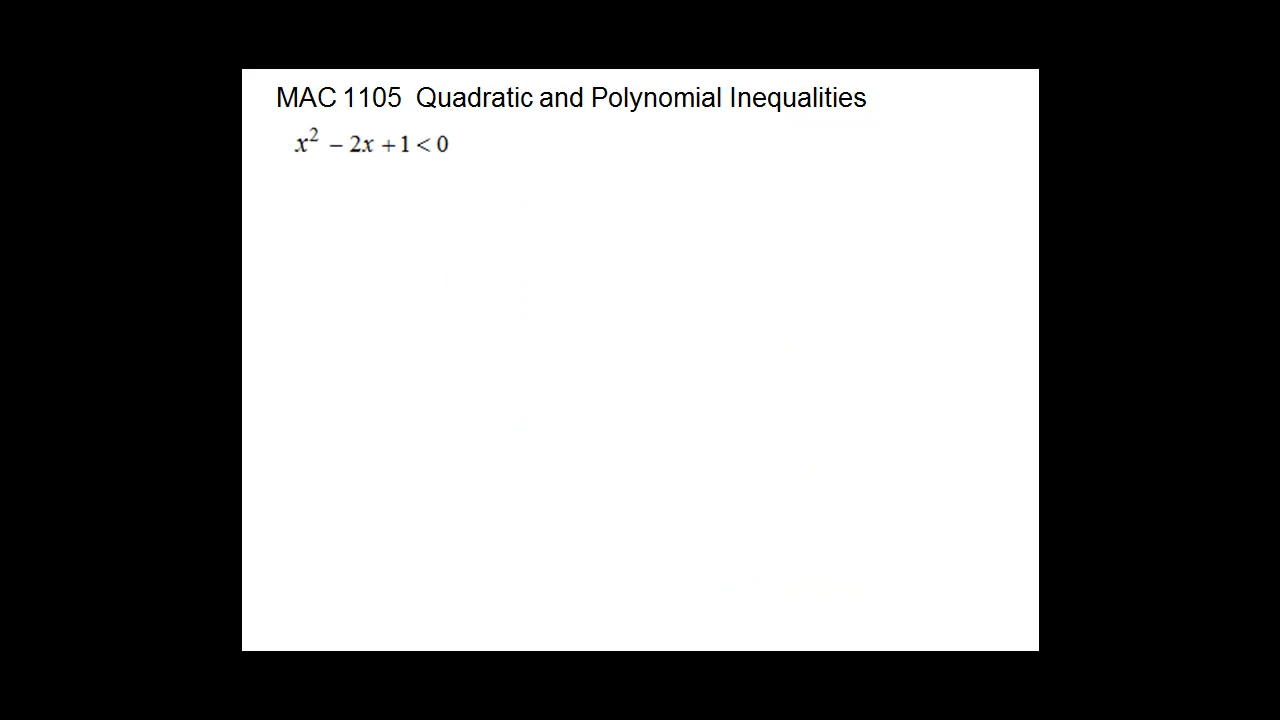 MAC 1105 Quadratic and Polynomial Inequalities
x² − 2x + 1 < 0